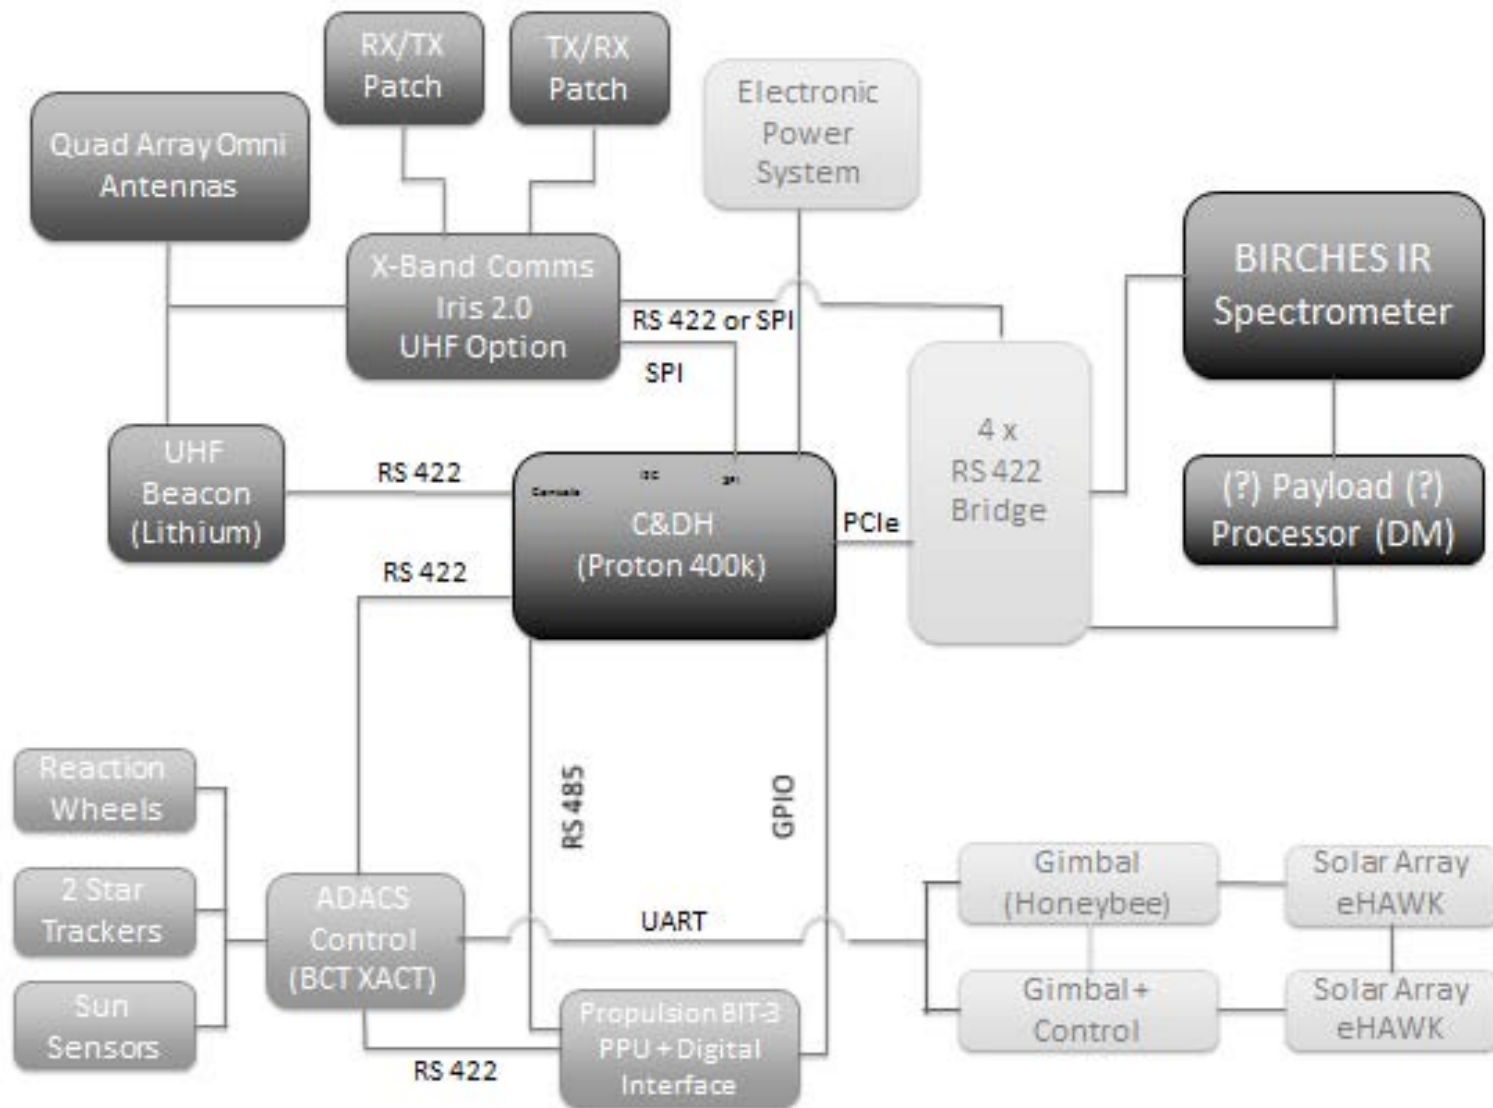 RX/TX
Patch
TX/RX
Patch
Electronic
Power
System
Quad Array Omni
Antennas
X-Band Comms
Iris 2.0
UHF Option
RS 422 or SPI
SPI
BIRCHES IR
Spectrometer
UHF
Beacon
(Lithium)
RS 422
RS 422
Console
I2C
SPI
C&DH
(Proton 400k)
PCIe
4 x
RS 422
Bridge
(?) Payload (?)
Processor (DM)
Reaction
Wheels
2 Star
Trackers
Sun
Sensors
ADACS
Control
(BCT XACT)
RS 485
GPIO
UART
RS 422
Propulsion BIT-3
PPU + Digital
Interface
Gimbal
(Honeybee)
Solar Array
eHAWK
Gimbal +
Control
Solar Array
eHAWK